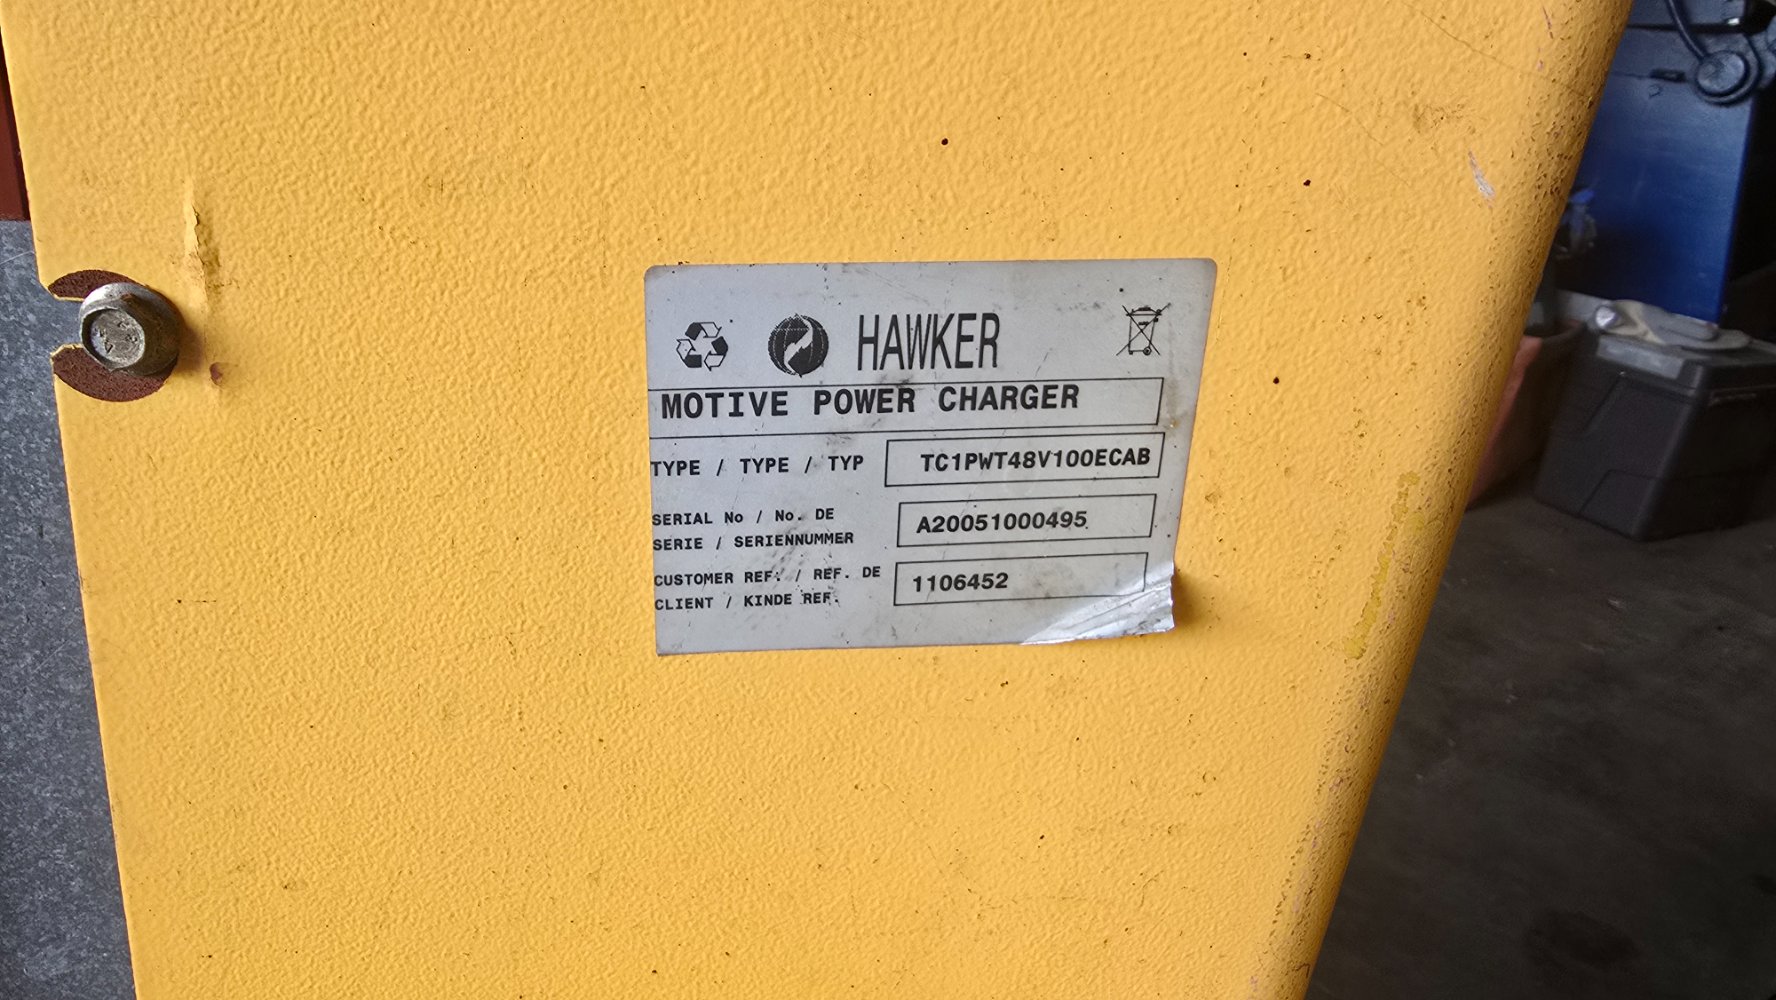 HAWKER
MOTIVE POWER CHARGER
TYPE / TYPE / TYP TC1PWT48V100ECAB
SERIAL No / No. DE
SERIE / SERIENNUMMER
A20051000495
CUSTOMER REF: / REF. DE
CLIENT / KINDE REF.
1106452